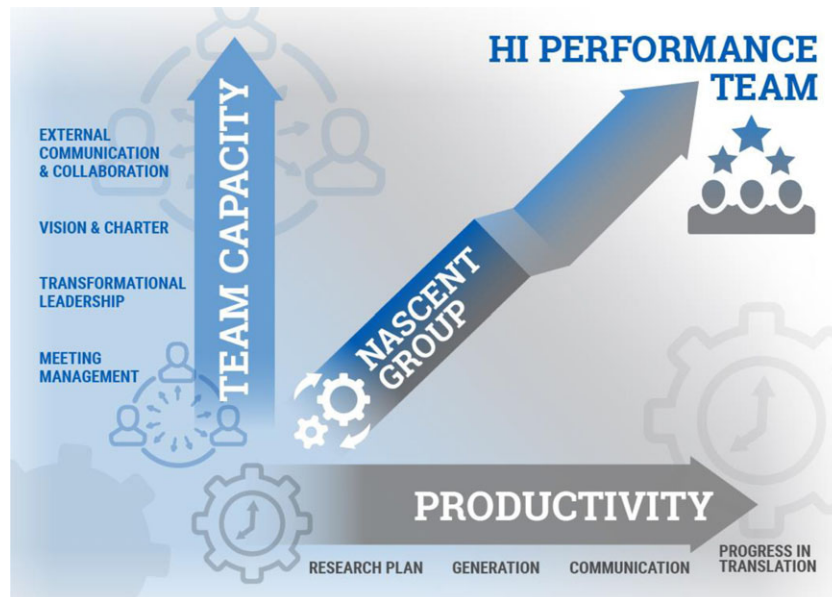 HI PERFORMANCE
TEAM
EXTERNAL
COMMUNICATION
& COLLABORATION
VISION & CHARTER
TRANSFORMATIONAL
LEADERSHIP
MEETING
MANAGEMENT
TEAM CAPACITY
NASCENT
GROUP
PRODUCTIVITY
RESEARCH PLAN
GENERATION
COMMUNICATION
PROGRESS IN
TRANSLATION